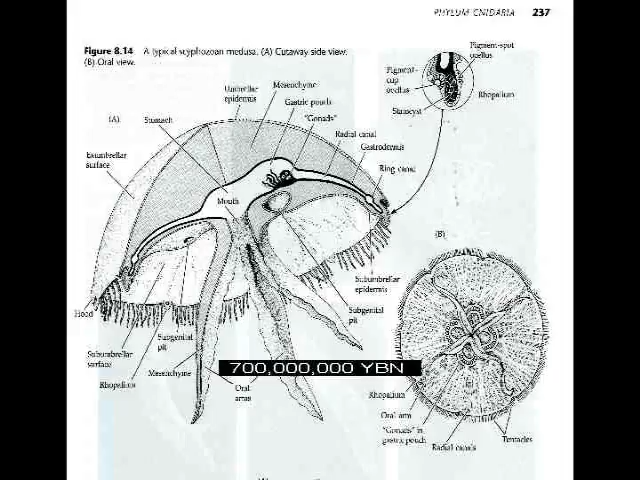 PHYLUM CNIDARIA 237
Figure 8.14 A typical scyphozoan medusa. (A) Cutaway side view.
(B) Oral view.
Pigment-spot
ocellus
Pigment-
cup
ocellus
Statocyst
Rhopalium
Umbrellar
epidermis
Mesenchyme
Gastric pouch
"Gonads"
(A)
Stomach
Radial canal
Gastrodermis
Ring canal
Exumbrellar
surface
Mouth
(B)
Subumbrellar
epidermis
Hood
Subgenital
pit
Subgenital
pit
Subumbrellar
surface
Mesenchyme
Rhopalium
Oral
arms
700,000,000 YBN
Rhopalium
Oral arm
"Gonads" in
gastric pouch
Radial canals
Tentacles